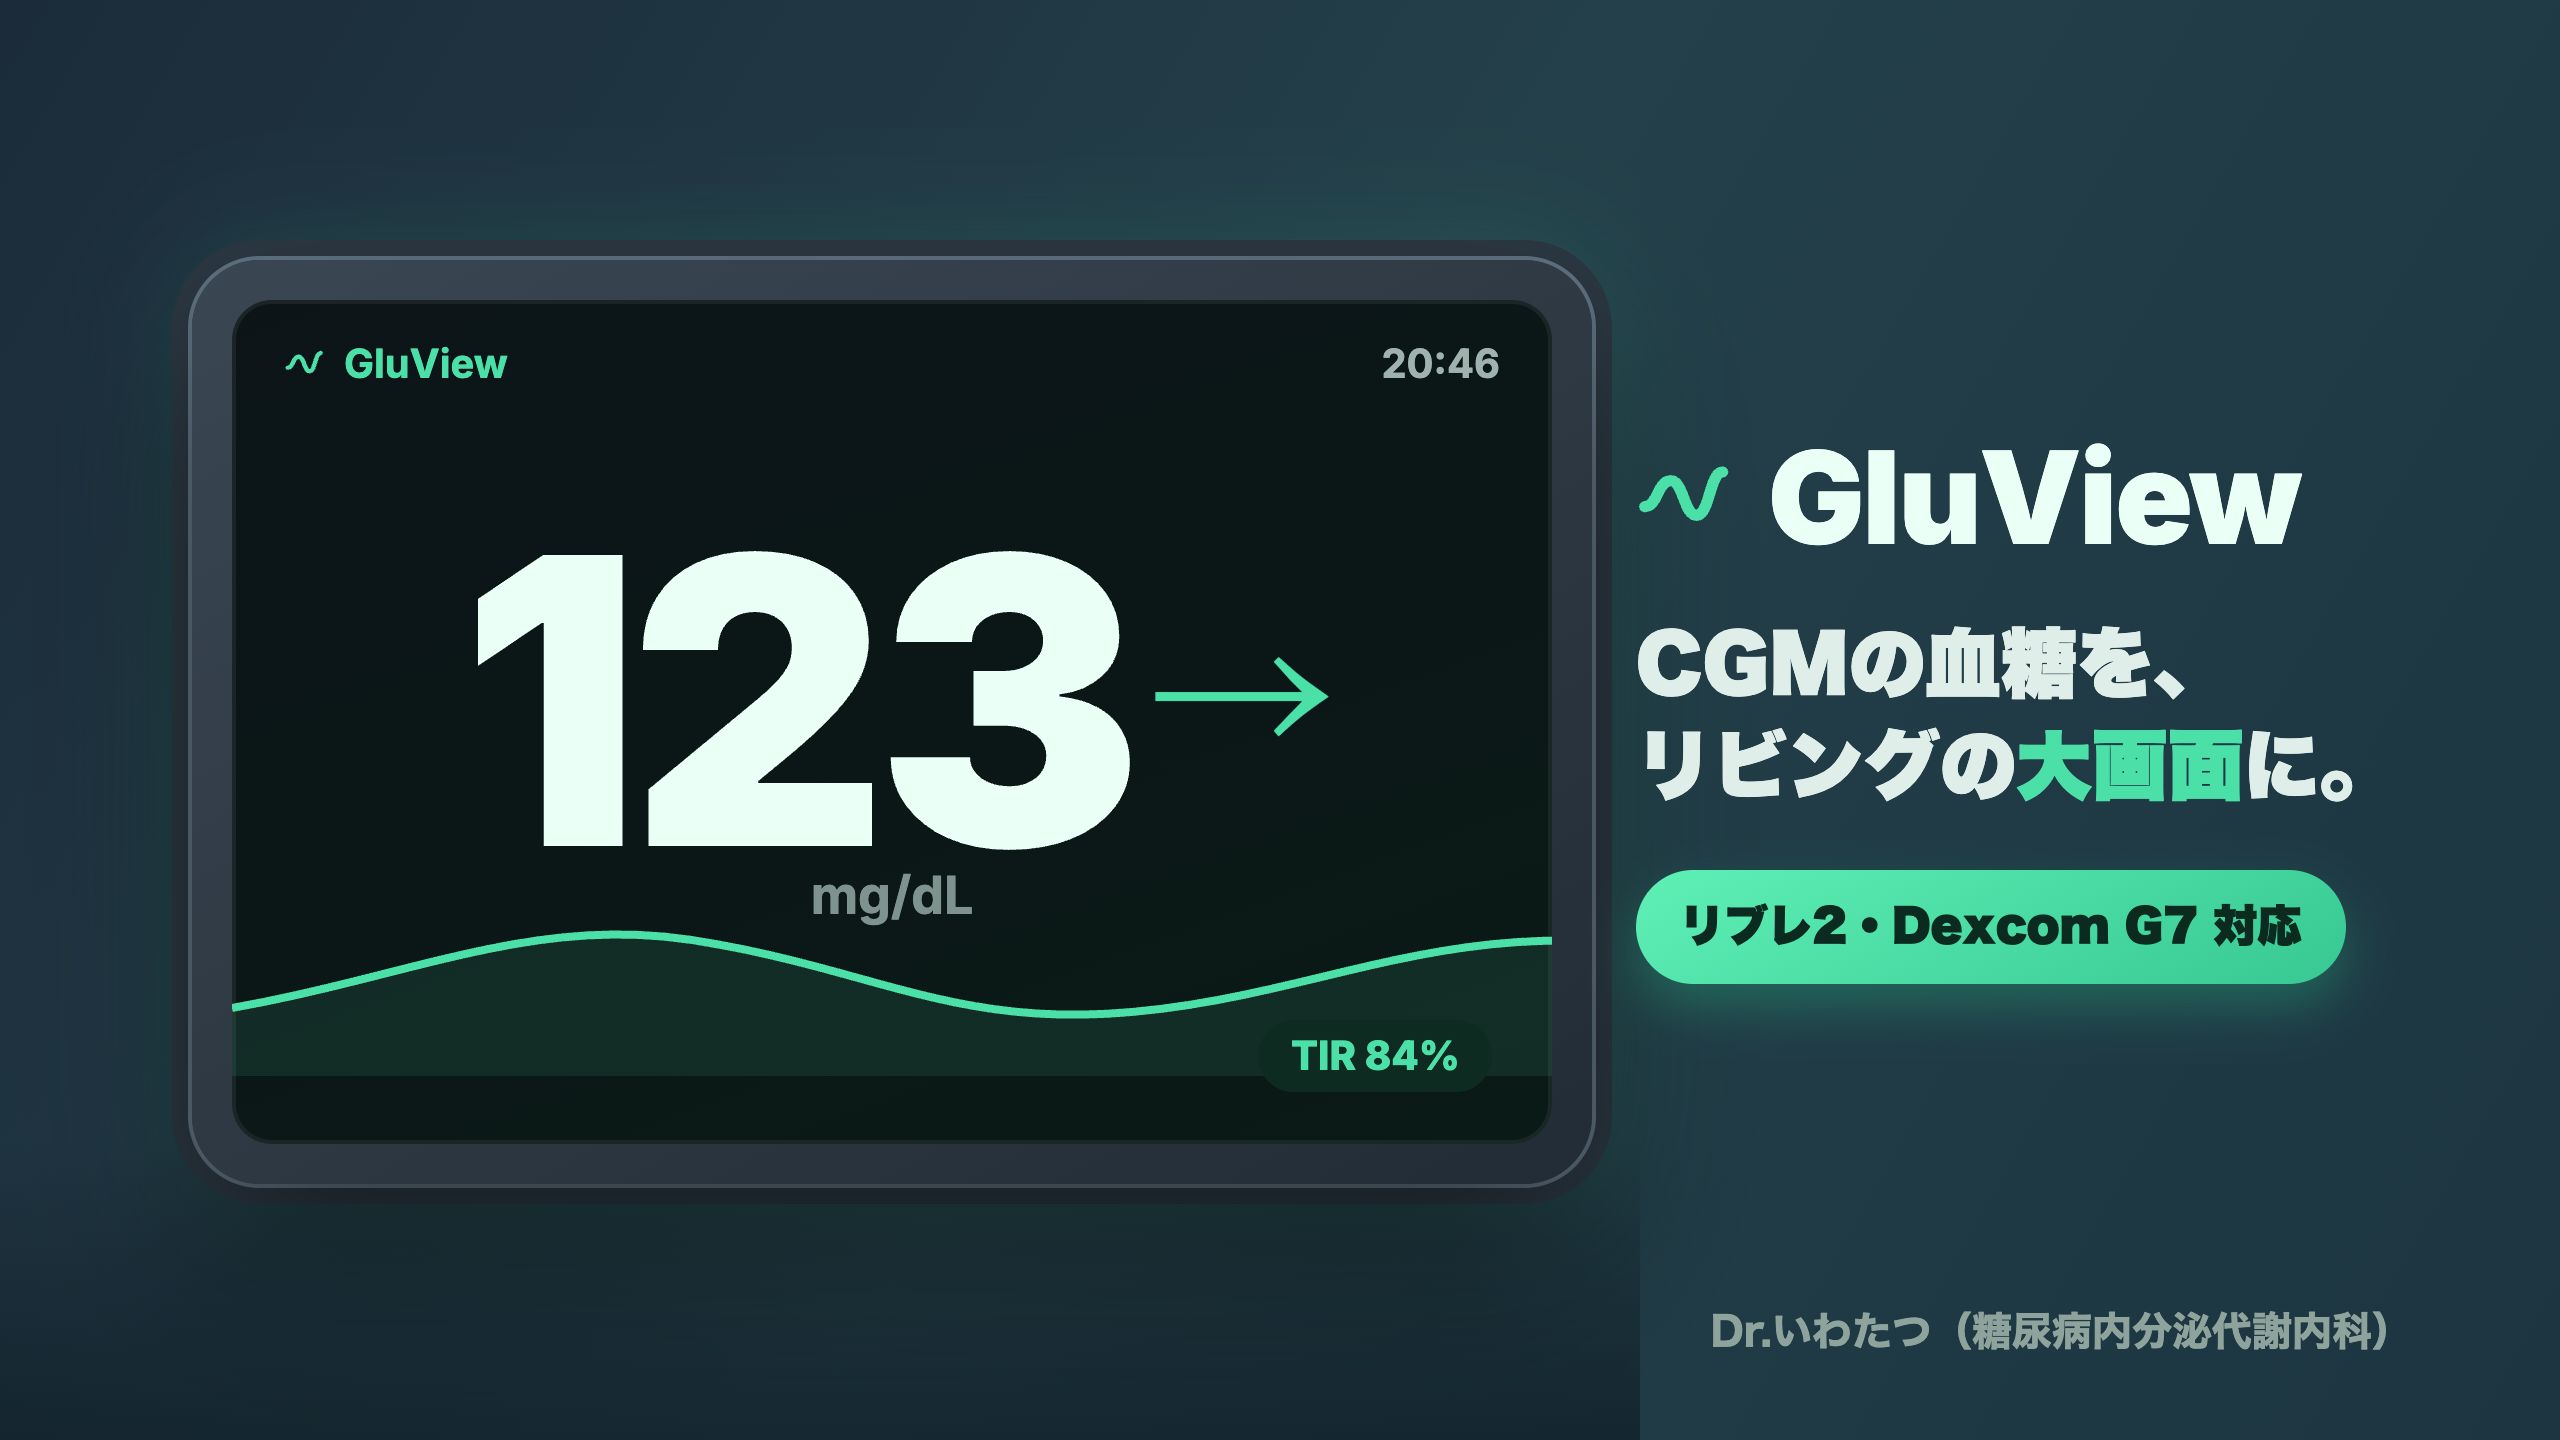 GluView
20:46
123→
mg/dL
TIR 84%
GluView
CGMの血糖を、
リビングの大画面に。
リブレ2・Dexcom G7 対応
Dr.いわたつ（糖尿病内分泌代謝内科）